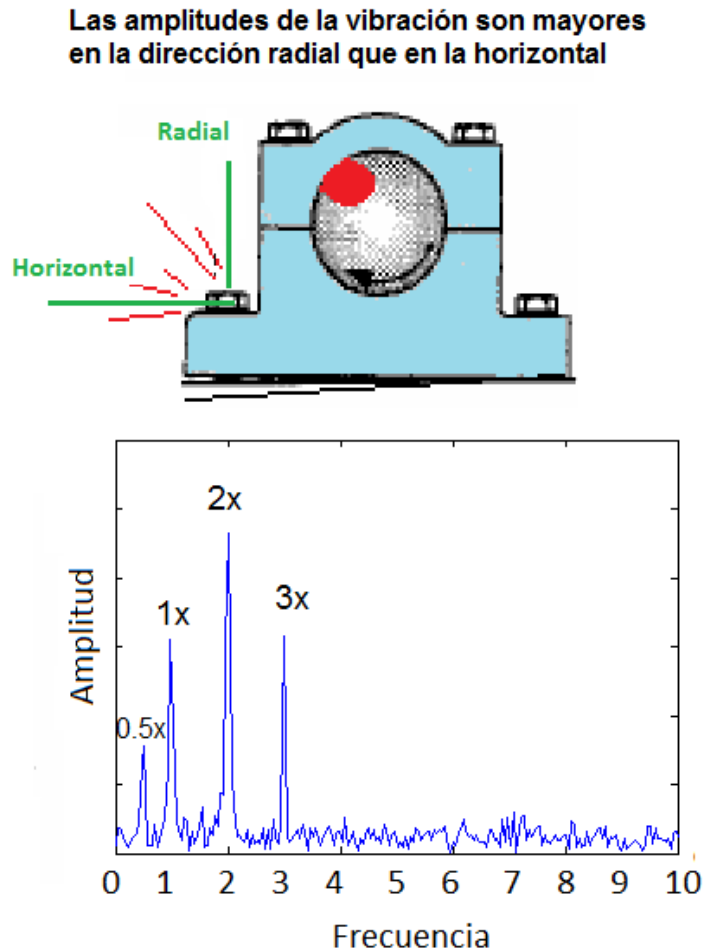 Las amplitudes de la vibración son mayores
en la dirección radial que en la horizontal
Radial
Horizontal
2x
1x
3x
0.5x
Amplitud
0 1 2 3 4 5 6 7 8 9 10
Frecuencia